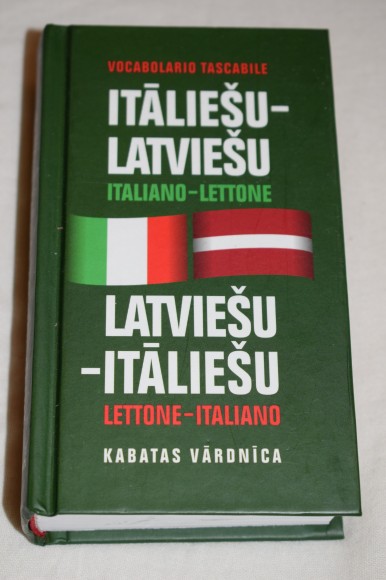 VOCABOLARIO TASCABILE
ITĀLIEŠU-
LATVIEŠU
ITALIANO-LETTONE
LATVIEŠU
-ITĀLIEŠU
LETTONE-ITALIANO
KABATAS VĀRDNĪCA